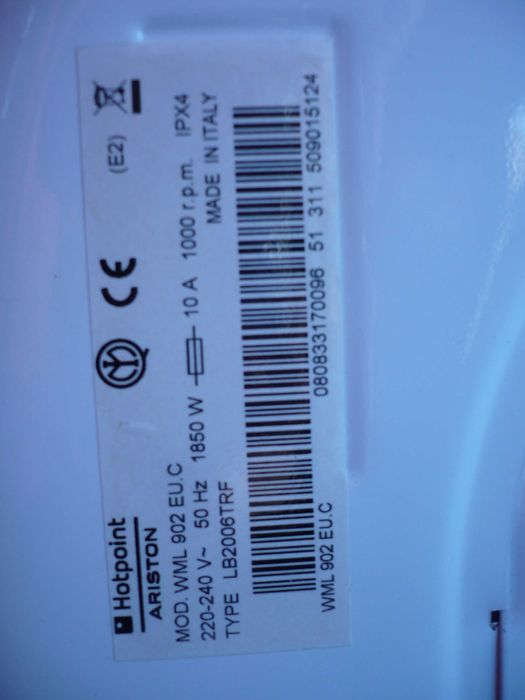 Hotpoint
ARISTON
(E2)
MOD. WML 902 EU.C
220-240 V~ 50 Hz 1850 W 10 A 1000 r.p.m. IPX4
TYPE LB2006TRF MADE IN ITALY
WML 902 EU.C 080833170096 51 311 509015124